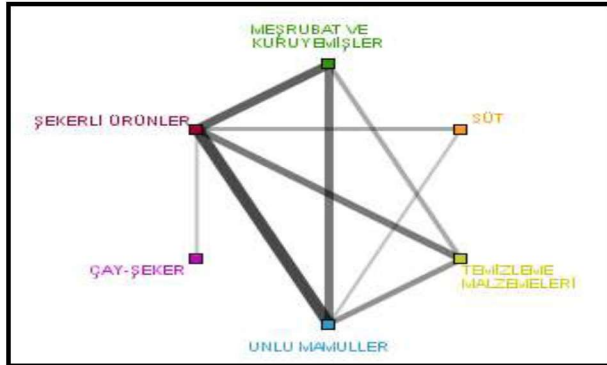 MEŞRUBAT VE
KURUYEMİŞLER
ŞEKERLİ ÜRÜNLER
SÜT
ÇAY-ŞEKER
TEMİZLEME
MALZEMELERİ
UNLU MAMULLER